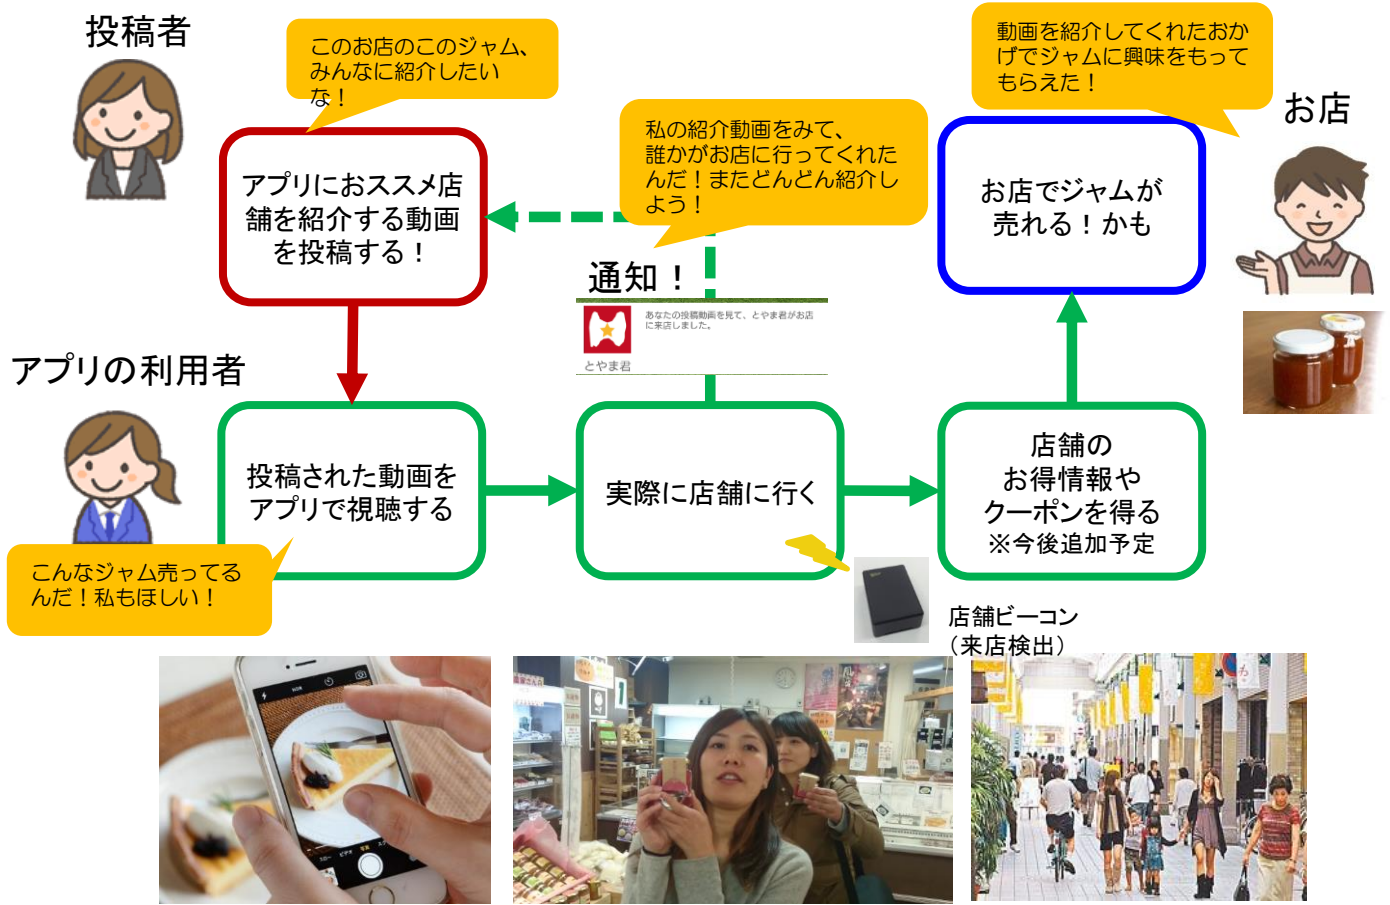 投稿者
このお店のこのジャム、
みんなに紹介したい
な！
動画を紹介してくれたおか
げでジャムに興味をもって
もらえた！
お店
アプリにおススメ店
舗を紹介する動画
を投稿する！
私の紹介動画をみて、
誰かがお店に行ってくれた
んだ！またどんどん紹介し
よう！
お店でジャムが
売れる！かも
通知！
あなたの投稿動画を見て、とやま君がお店
に来店しました。
とやま君
アプリの利用者
投稿された動画を
アプリで視聴する
実際に店舗に行く
店舗の
お得情報や
クーポンを得る
※今後追加予定
こんなジャム売ってる
んだ！私もほしい！
店舗ビーコン
（来店検出）
HDR
ビデオ
写真